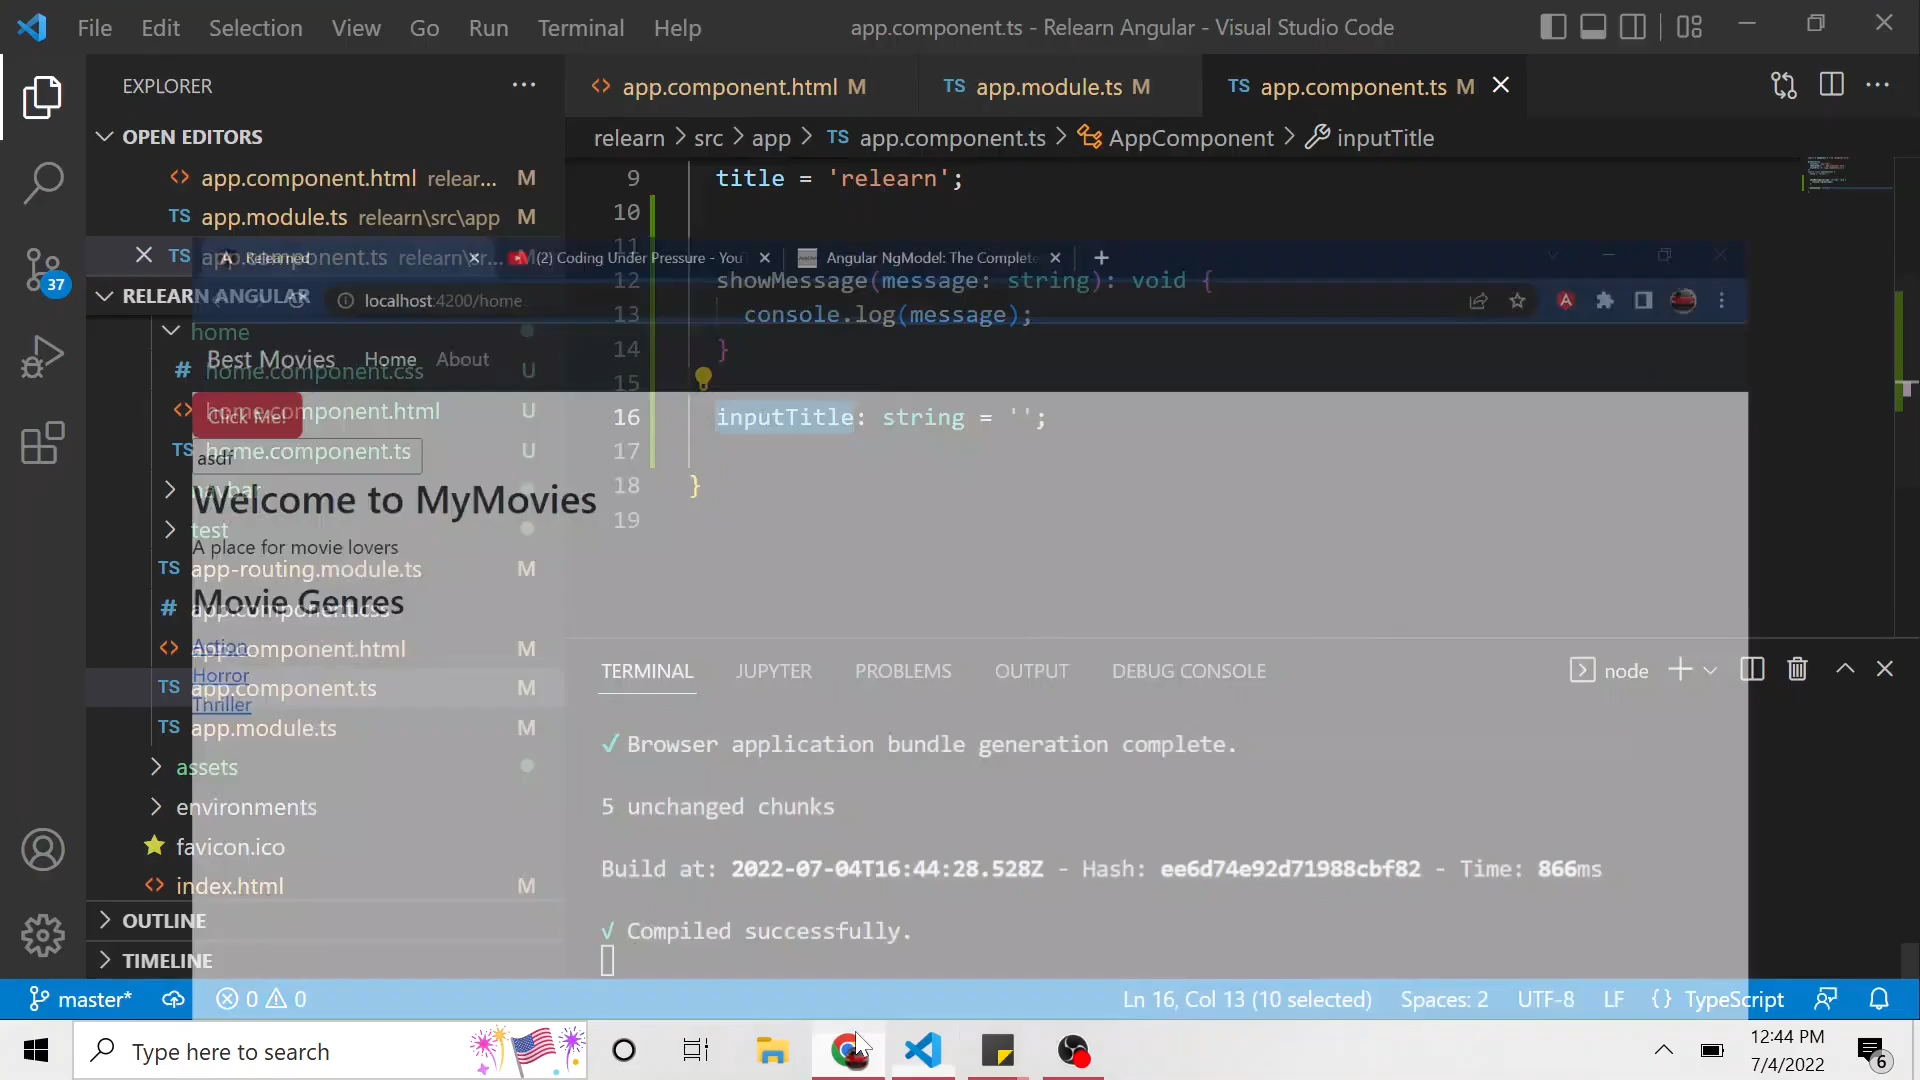 File Edit Selection View Go Run Terminal Help
app.component.ts - Relearn Angular - Visual Studio Code
EXPLORER
app.component.html M
TS app.module.ts M
TS app.component.ts M
OPEN EDITORS
relearn > src > app > TS app.component.ts > AppComponent > inputTitle
app.component.html relear... M
TS app.module.ts relearn\src\app M
TS app.component.ts relearn\sr... M
37
RELEARN ANGULAR
(2) Coding Under Pressure - You
Angular NgModel: The Complete
localhost:4200/home
home
# home.component.css U
home.component.html U
TS home.component.ts U
navbar
test
TS app-routing.module.ts M
# app.component.css
app.component.html M
TS app.component.ts M
TS app.module.ts M
assets
environments
favicon.ico
index.html M
OUTLINE
TIMELINE
Best Movies Home About
Click Me!
asdf
Welcome to MyMovies
A place for movie lovers
Movie Genres
Action
Horror
Thriller
9 title = 'relearn';
10
11
12 showMessage(message: string): void {
13 console.log(message);
14 }
15
16 inputTitle: string = '';
17
18 }
19
TERMINAL JUPYTER PROBLEMS OUTPUT DEBUG CONSOLE
node
√ Browser application bundle generation complete.
5 unchanged chunks
Build at: 2022-07-04T16:44:28.528Z - Hash: ee6d74e92d71988cbf82 - Time: 866ms
√ Compiled successfully.
master* 0 0
Ln 16, Col 13 (10 selected) Spaces: 2 UTF-8 LF {} TypeScript
Type here to search
12:44 PM
7/4/2022
6